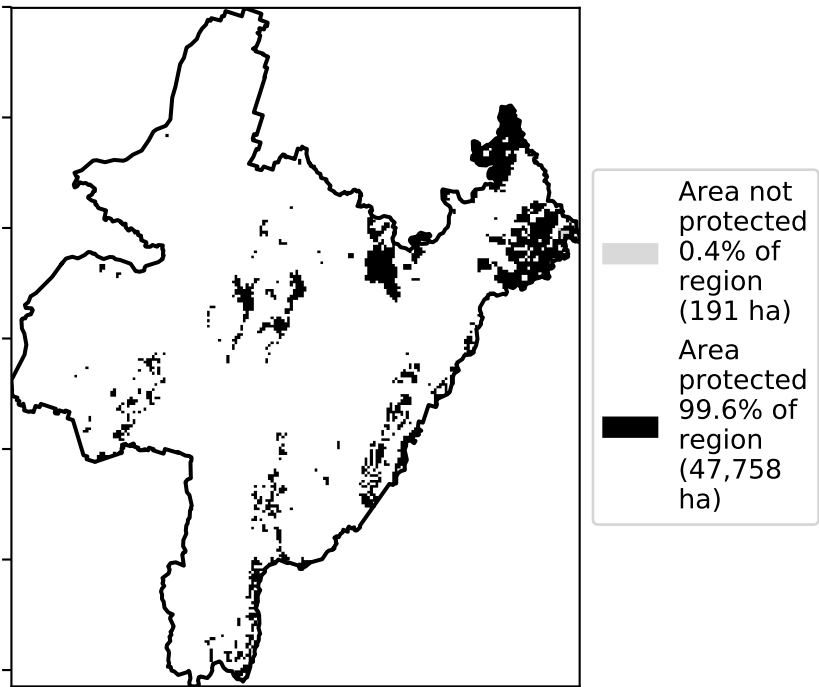 Area not
protected
0.4% of
region
(191 ha)
Area
protected
99.6% of
region
(47,758
ha)